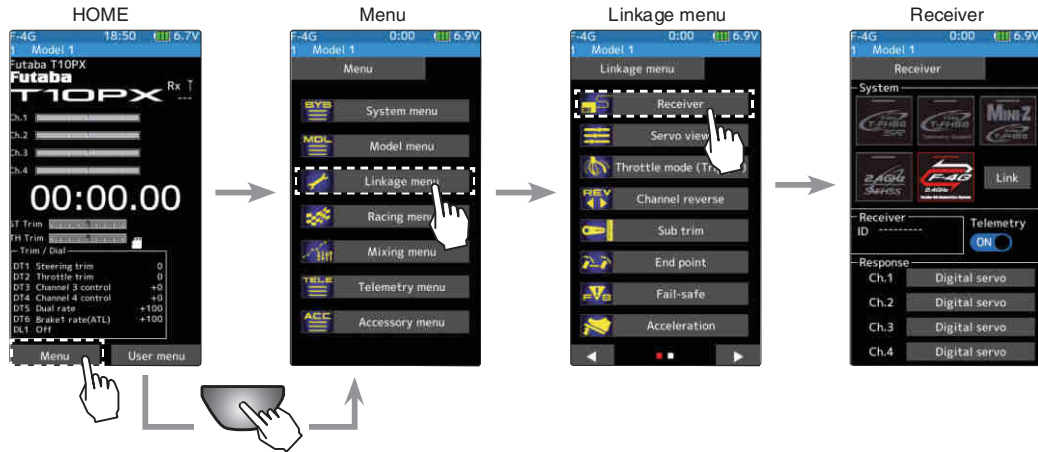 HOME
F-4G 18:50 6.7V
1 Model 1
Futaba T10PX
Futaba
T10PX Rx
---
Ch.1
Ch.2
Ch.3
Ch.4
00:00.00
ST Trim
TH Trim
Trim / Dial
DT1 Steering trim 0
DT2 Throttle trim 0
DT3 Channel 3 control +0
DT4 Channel 4 control +0
DT5 Dual rate +100
DT6 Brake1 rate(ATL) +100
DL1 Off
Menu User menu
Menu
F-4G 0:00 6.9V
1 Model 1
Menu
SYS System menu
MDL Model menu
Linkage menu
Racing menu
Mixing menu
TELE Telemetry menu
ACC Accessory menu
Linkage menu
F-4G 0:00 6.9V
1 Model 1
Linkage menu
Receiver
Servo view
Throttle mode
REV Channel reverse
Sub trim
End point
F/S Fail-safe
Acceleration
Receiver
F-4G 0:00 6.9V
1 Model 1
Receiver
System
T-FHSS SR T-FHSS MINI-Z T-FHSS
2.4GHz S-FHSS F-4G 2.4GHz Link
Receiver Telemetry
ID --------- ON
Response
Ch.1 Digital servo
Ch.2 Digital servo
Ch.3 Digital servo
Ch.4 Digital servo